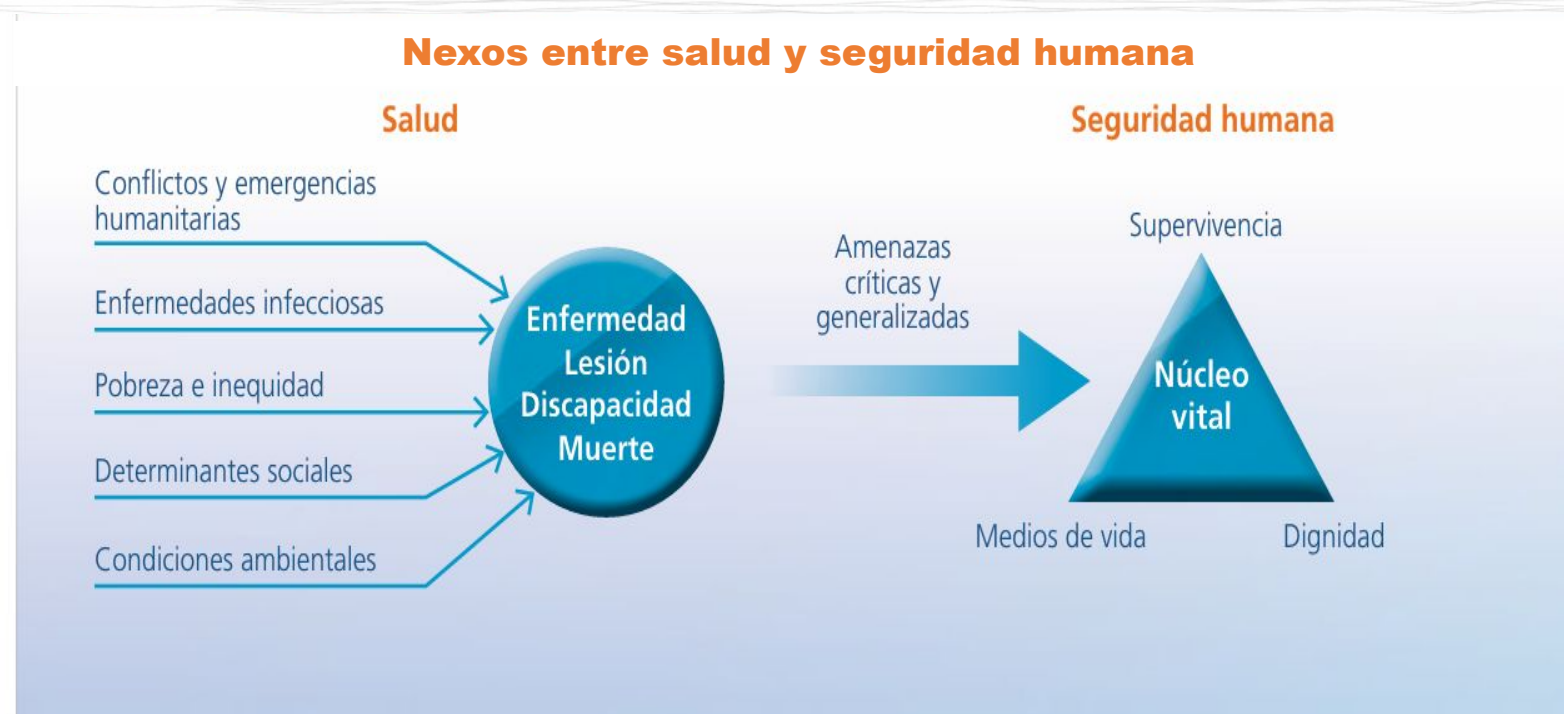 Nexos entre salud y seguridad humana
Salud
Conflictos y emergencias
humanitarias
Enfermedades infecciosas
Pobreza e inequidad
Determinantes sociales
Condiciones ambientales
Enfermedad
Lesión
Discapacidad
Muerte
Amenazas
críticas y
generalizadas
Seguridad humana
Supervivencia
Núcleo
vital
Medios de vida
Dignidad